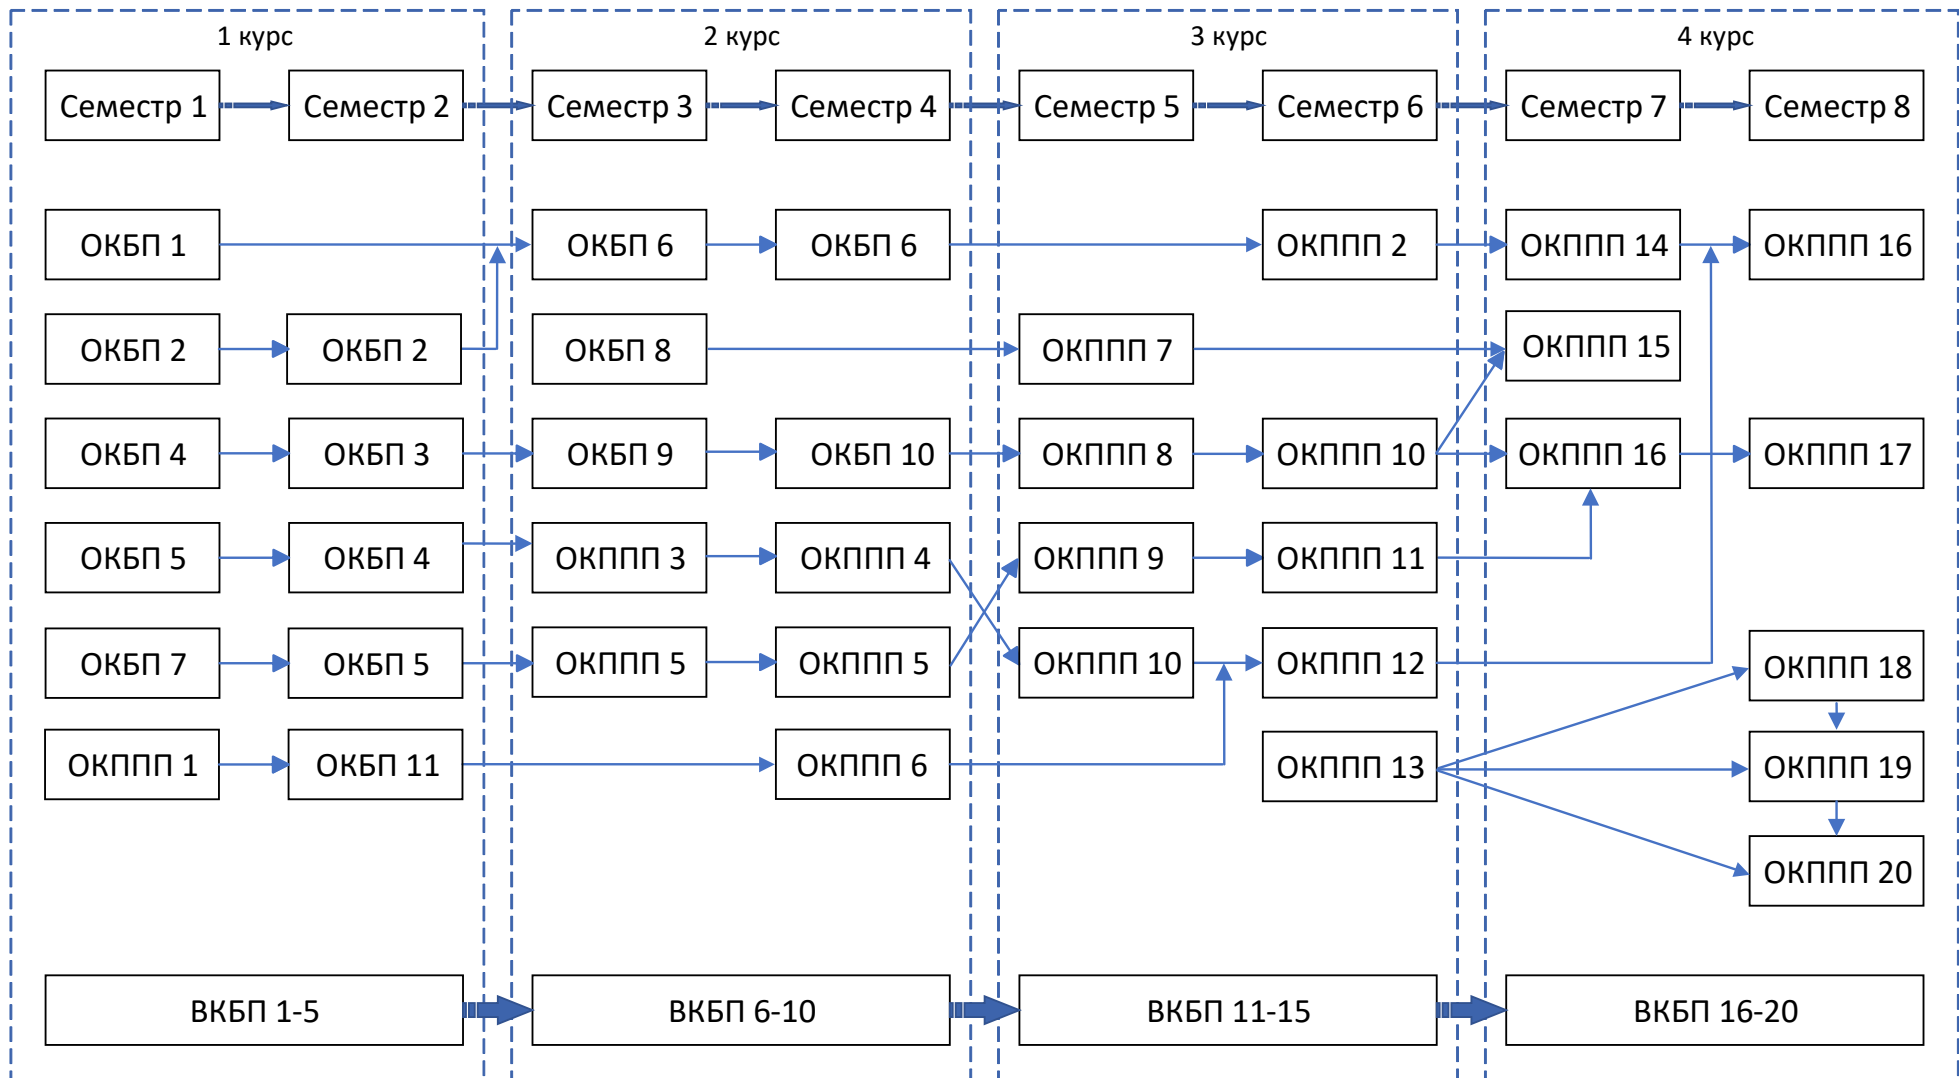 1 курс
2 курс
3 курс
4 курс
Семестр 1
Семестр 2
Семестр 3
Семестр 4
Семестр 5
Семестр 6
Семестр 7
Семестр 8
ОКБП 1
ОКБП 6
ОКБП 6
ОКППП 2
ОКППП 14
ОКППП 16
ОКБП 2
ОКБП 2
ОКБП 8
ОКППП 7
ОКППП 15
ОКБП 4
ОКБП 3
ОКБП 9
ОКБП 10
ОКППП 8
ОКППП 10
ОКППП 16
ОКППП 17
ОКБП 5
ОКБП 4
ОКППП 3
ОКППП 4
ОКППП 9
ОКППП 11
ОКБП 7
ОКБП 5
ОКППП 5
ОКППП 5
ОКППП 10
ОКППП 12
ОКППП 18
ОКППП 1
ОКБП 11
ОКППП 6
ОКППП 13
ОКППП 19
ОКППП 20
ВКБП 1-5
ВКБП 6-10
ВКБП 11-15
ВКБП 16-20